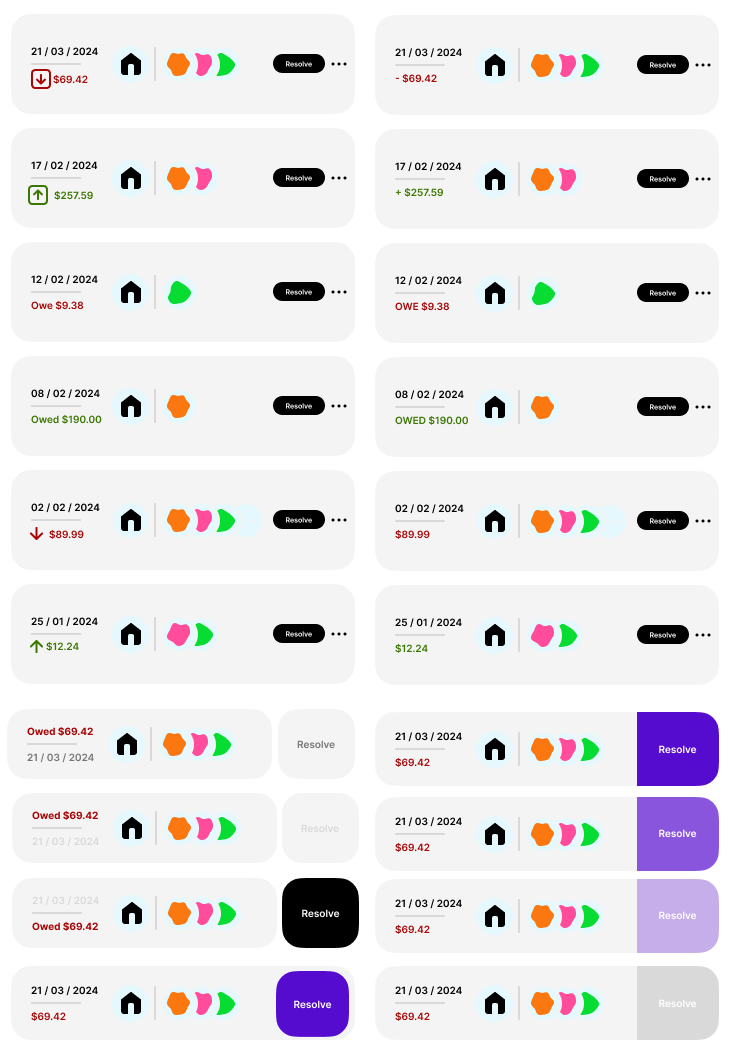 21 / 03 / 2024
$69.42
Resolve
21 / 03 / 2024
- $69.42
Resolve
17 / 02 / 2024
$257.59
Resolve
17 / 02 / 2024
+ $257.59
Resolve
12 / 02 / 2024
Owe $9.38
Resolve
12 / 02 / 2024
OWE $9.38
Resolve
08 / 02 / 2024
Owed $190.00
Resolve
08 / 02 / 2024
OWED $190.00
Resolve
02 / 02 / 2024
$89.99
Resolve
02 / 02 / 2024
$89.99
Resolve
25 / 01 / 2024
$12.24
Resolve
25 / 01 / 2024
$12.24
Resolve
Owed $69.42
21 / 03 / 2024
Resolve
21 / 03 / 2024
$69.42
Resolve
Owed $69.42
21 / 03 / 2024
Resolve
21 / 03 / 2024
$69.42
Resolve
21 / 03 / 2024
Owed $69.42
Resolve
21 / 03 / 2024
$69.42
Resolve
21 / 03 / 2024
$69.42
Resolve
21 / 03 / 2024
$69.42
Resolve